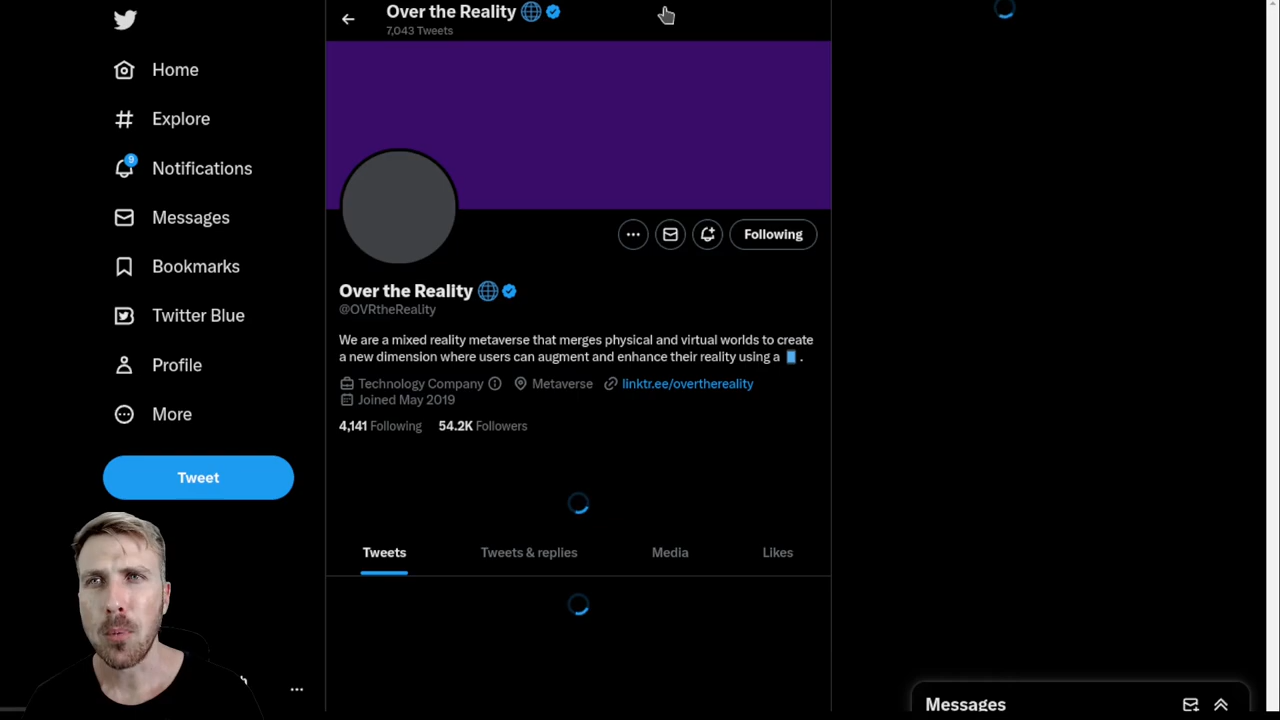 Over the Reality
7,043 Tweets
Home
Explore
9
Notifications
Messages
Bookmarks
Twitter Blue
Profile
More
Tweet
Following
Over the Reality
@OVRtheReality
We are a mixed reality metaverse that merges physical and virtual worlds to create
a new dimension where users can augment and enhance their reality using a .
Technology Company Metaverse linktr.ee/overthereality
Joined May 2019
4,141 Following 54.2K Followers
Tweets Tweets & replies Media Likes
Messages